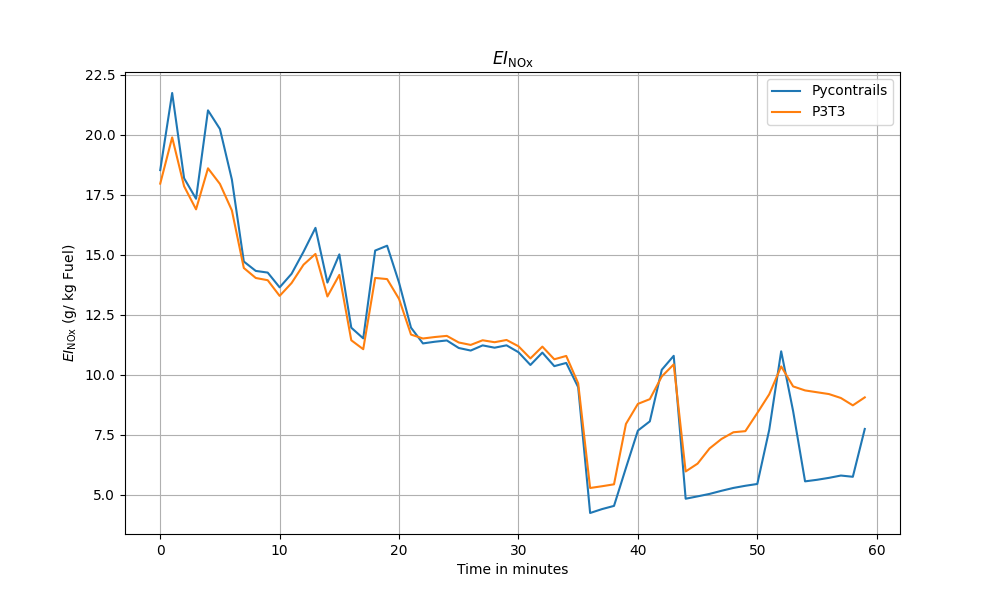 EI_NOx
Pycontrails
P3T3
EI_NOx (g/ kg Fuel)
22.5
20.0
17.5
15.0
12.5
10.0
7.5
5.0
0 10 20 30 40 50 60
Time in minutes